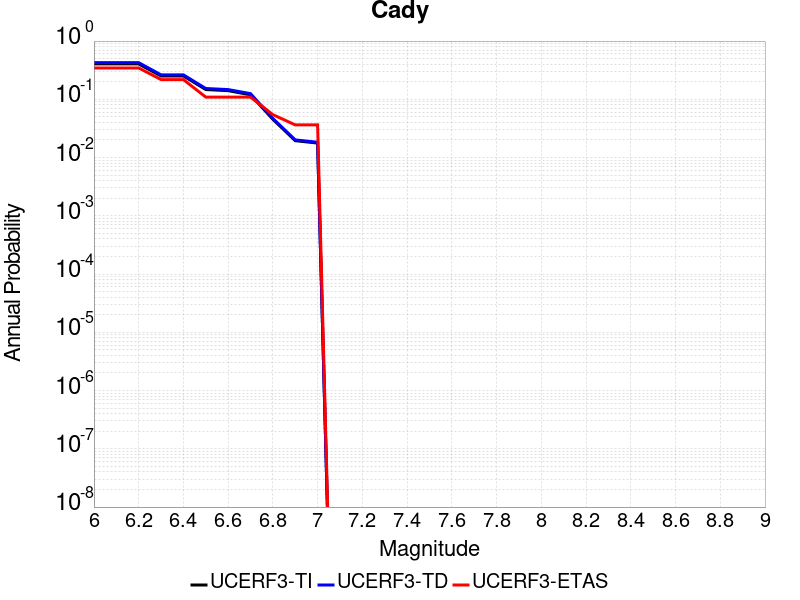 Cady
10^0
10^-1
10^-2
10^-3
10^-4
10^-5
10^-6
10^-7
10^-8
Annual Probability
6 6.2 6.4 6.6 6.8 7 7.2 7.4 7.6 7.8 8 8.2 8.4 8.6 8.8 9
Magnitude
UCERF3-TI UCERF3-TD UCERF3-ETAS